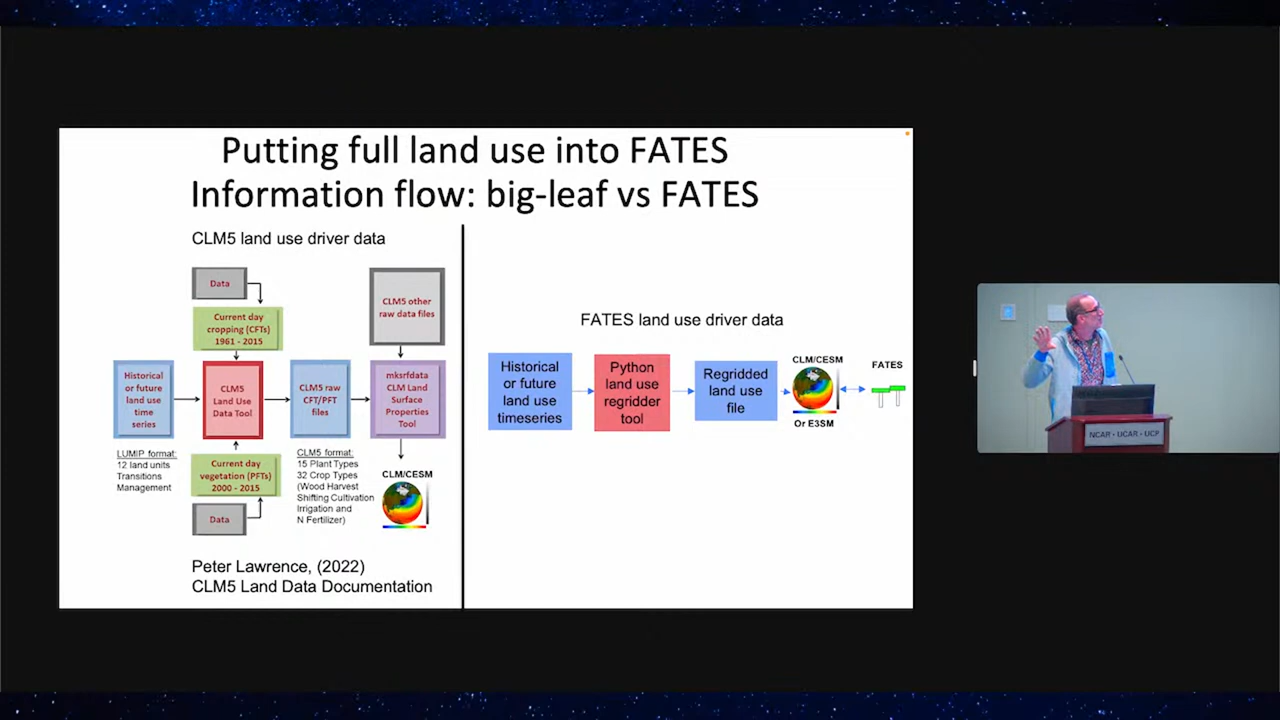 Putting full land use into FATES
Information flow: big-leaf vs FATES
CLM5 land use driver data
Data
Current day
cropping (CFTs)
1961 - 2015
CLM5 other
raw data files
Historical
or future
land use
time
series
CLM5
Land Use
Data Tool
CLM5 raw
CFT/PFT
files
mksrfdata
CLM Land
Surface
Properties
Tool
LUMIP format:
12 land units
Transitions
Management
Current day
vegetation (PFTs)
2000 - 2015
Data
CLM5 format:
15 Plant Types
32 Crop Types
(Wood Harvest
Shifting Cultivation
Irrigation and
N Fertilizer)
CLM/CESM
Peter Lawrence, (2022)
CLM5 Land Data Documentation
FATES land use driver data
Historical
or future
land use
timeseries
Python
land use
regridder
tool
Regridded
land use
file
CLM/CESM
Or E3SM
FATES
NCAR - UCAR - UCP